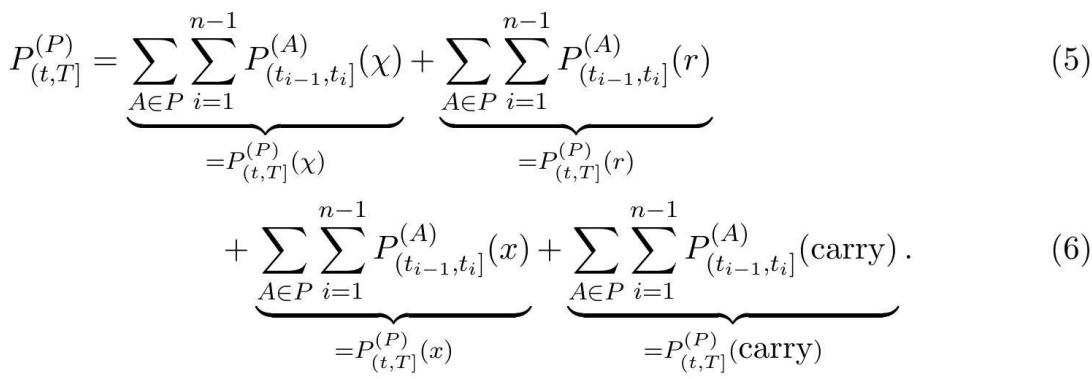 P^{(P)}_{(t,T]} = \underbrace{\sum_{A \in P} \sum_{i=1}^{n-1} P^{(A)}_{(t_{i-1},t_i]}(\chi)}_{=P^{(P)}_{(t,T]}(\chi)} + \underbrace{\sum_{A \in P} \sum_{i=1}^{n-1} P^{(A)}_{(t_{i-1},t_i]}(r)}_{=P^{(P)}_{(t,T]}(r)} (5)
+ \underbrace{\sum_{A \in P} \sum_{i=1}^{n-1} P^{(A)}_{(t_{i-1},t_i]}(x)}_{=P^{(P)}_{(t,T]}(x)} + \underbrace{\sum_{A \in P} \sum_{i=1}^{n-1} P^{(A)}_{(t_{i-1},t_i]}(\text{carry})}_{=P^{(P)}_{(t,T]}(\text{carry})} . (6)